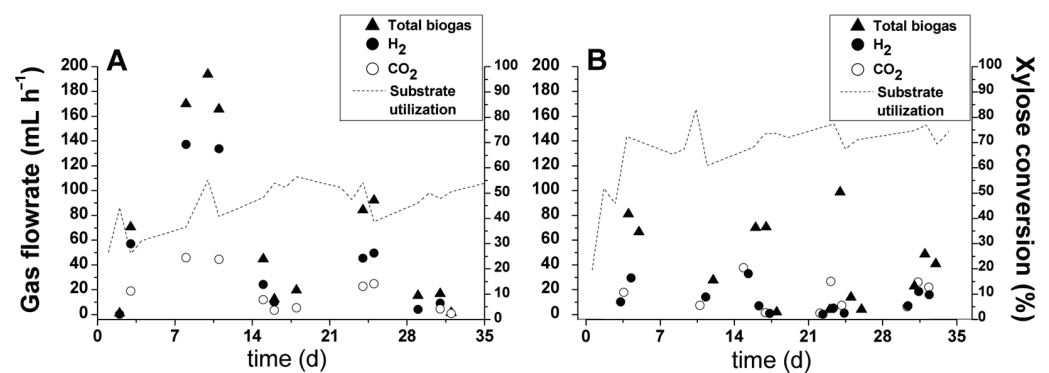 A
Total biogas
H₂
CO₂
Substrate
utilization
Gas flowrate (mL h⁻¹)
200
180
160
140
120
100
80
60
40
20
0
100
90
80
70
60
50
40
30
20
10
0
0 7 14 21 28 35
time (d)
B
Total biogas
H₂
CO₂
Substrate
utilization
200
180
160
140
120
100
80
60
40
20
0
100
90
80
70
60
50
40
30
20
10
0
Xylose conversion (%)
0 7 14 21 28 35
time (d)